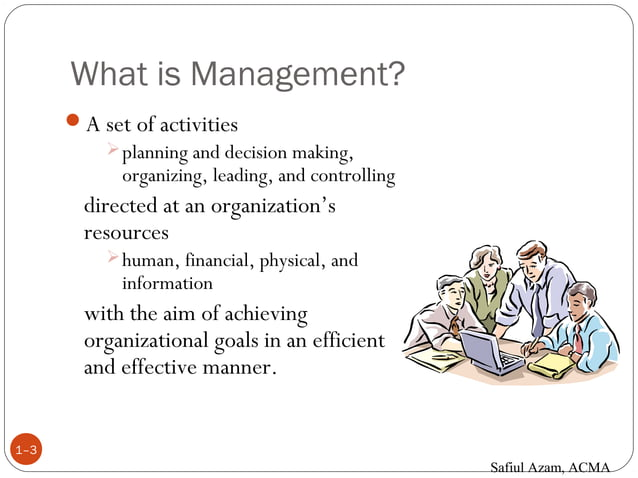 What is Management?
A set of activities
planning and decision making,
organizing, leading, and controlling
directed at an organization’s
resources
human, financial, physical, and
information
with the aim of achieving
organizational goals in an efficient
and effective manner.
1–3
Safiul Azam, ACMA